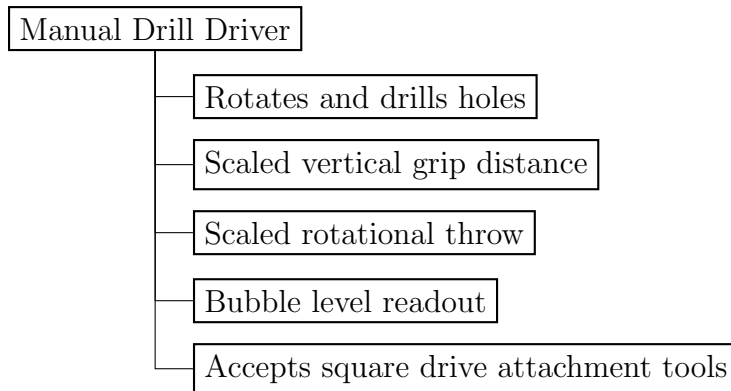 Manual Drill Driver
Rotates and drills holes
Scaled vertical grip distance
Scaled rotational throw
Bubble level readout
Accepts square drive attachment tools